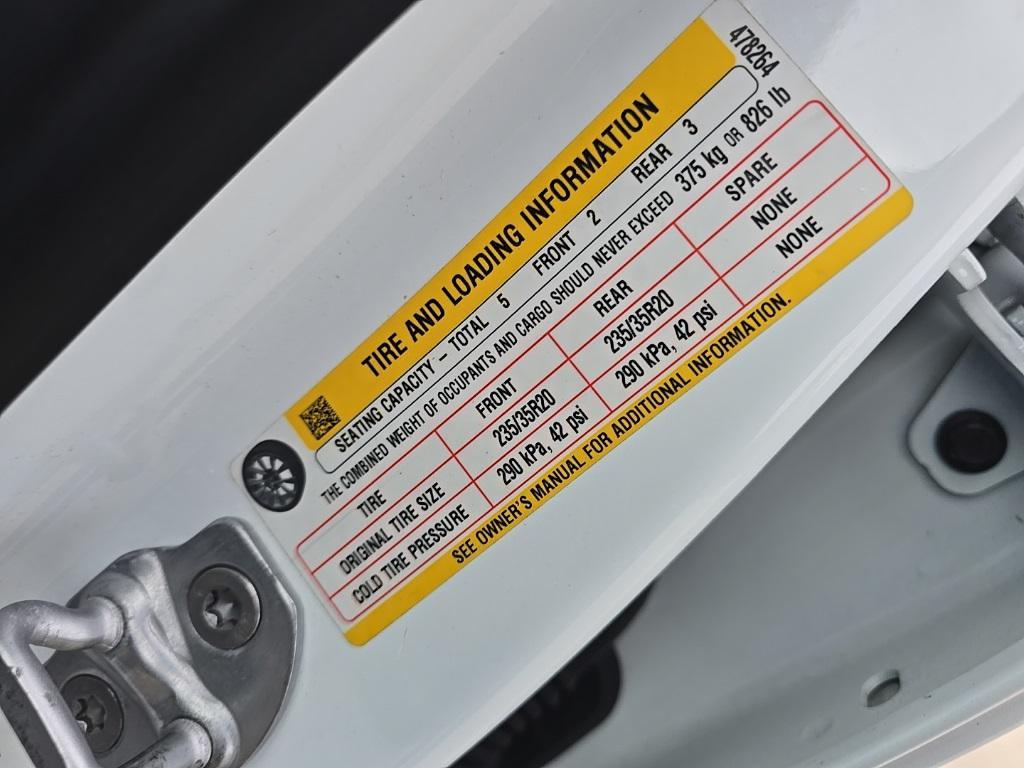 478264
TIRE AND LOADING INFORMATION
SEATING CAPACITY - TOTAL 5 FRONT 2 REAR 3
THE COMBINED WEIGHT OF OCCUPANTS AND CARGO SHOULD NEVER EXCEED 375 kg OR 826 lb
TIRE FRONT REAR SPARE
ORIGINAL TIRE SIZE 235/35R20 235/35R20 NONE
COLD TIRE PRESSURE 290 kPa, 42 psi 290 kPa, 42 psi NONE
SEE OWNER'S MANUAL FOR ADDITIONAL INFORMATION.